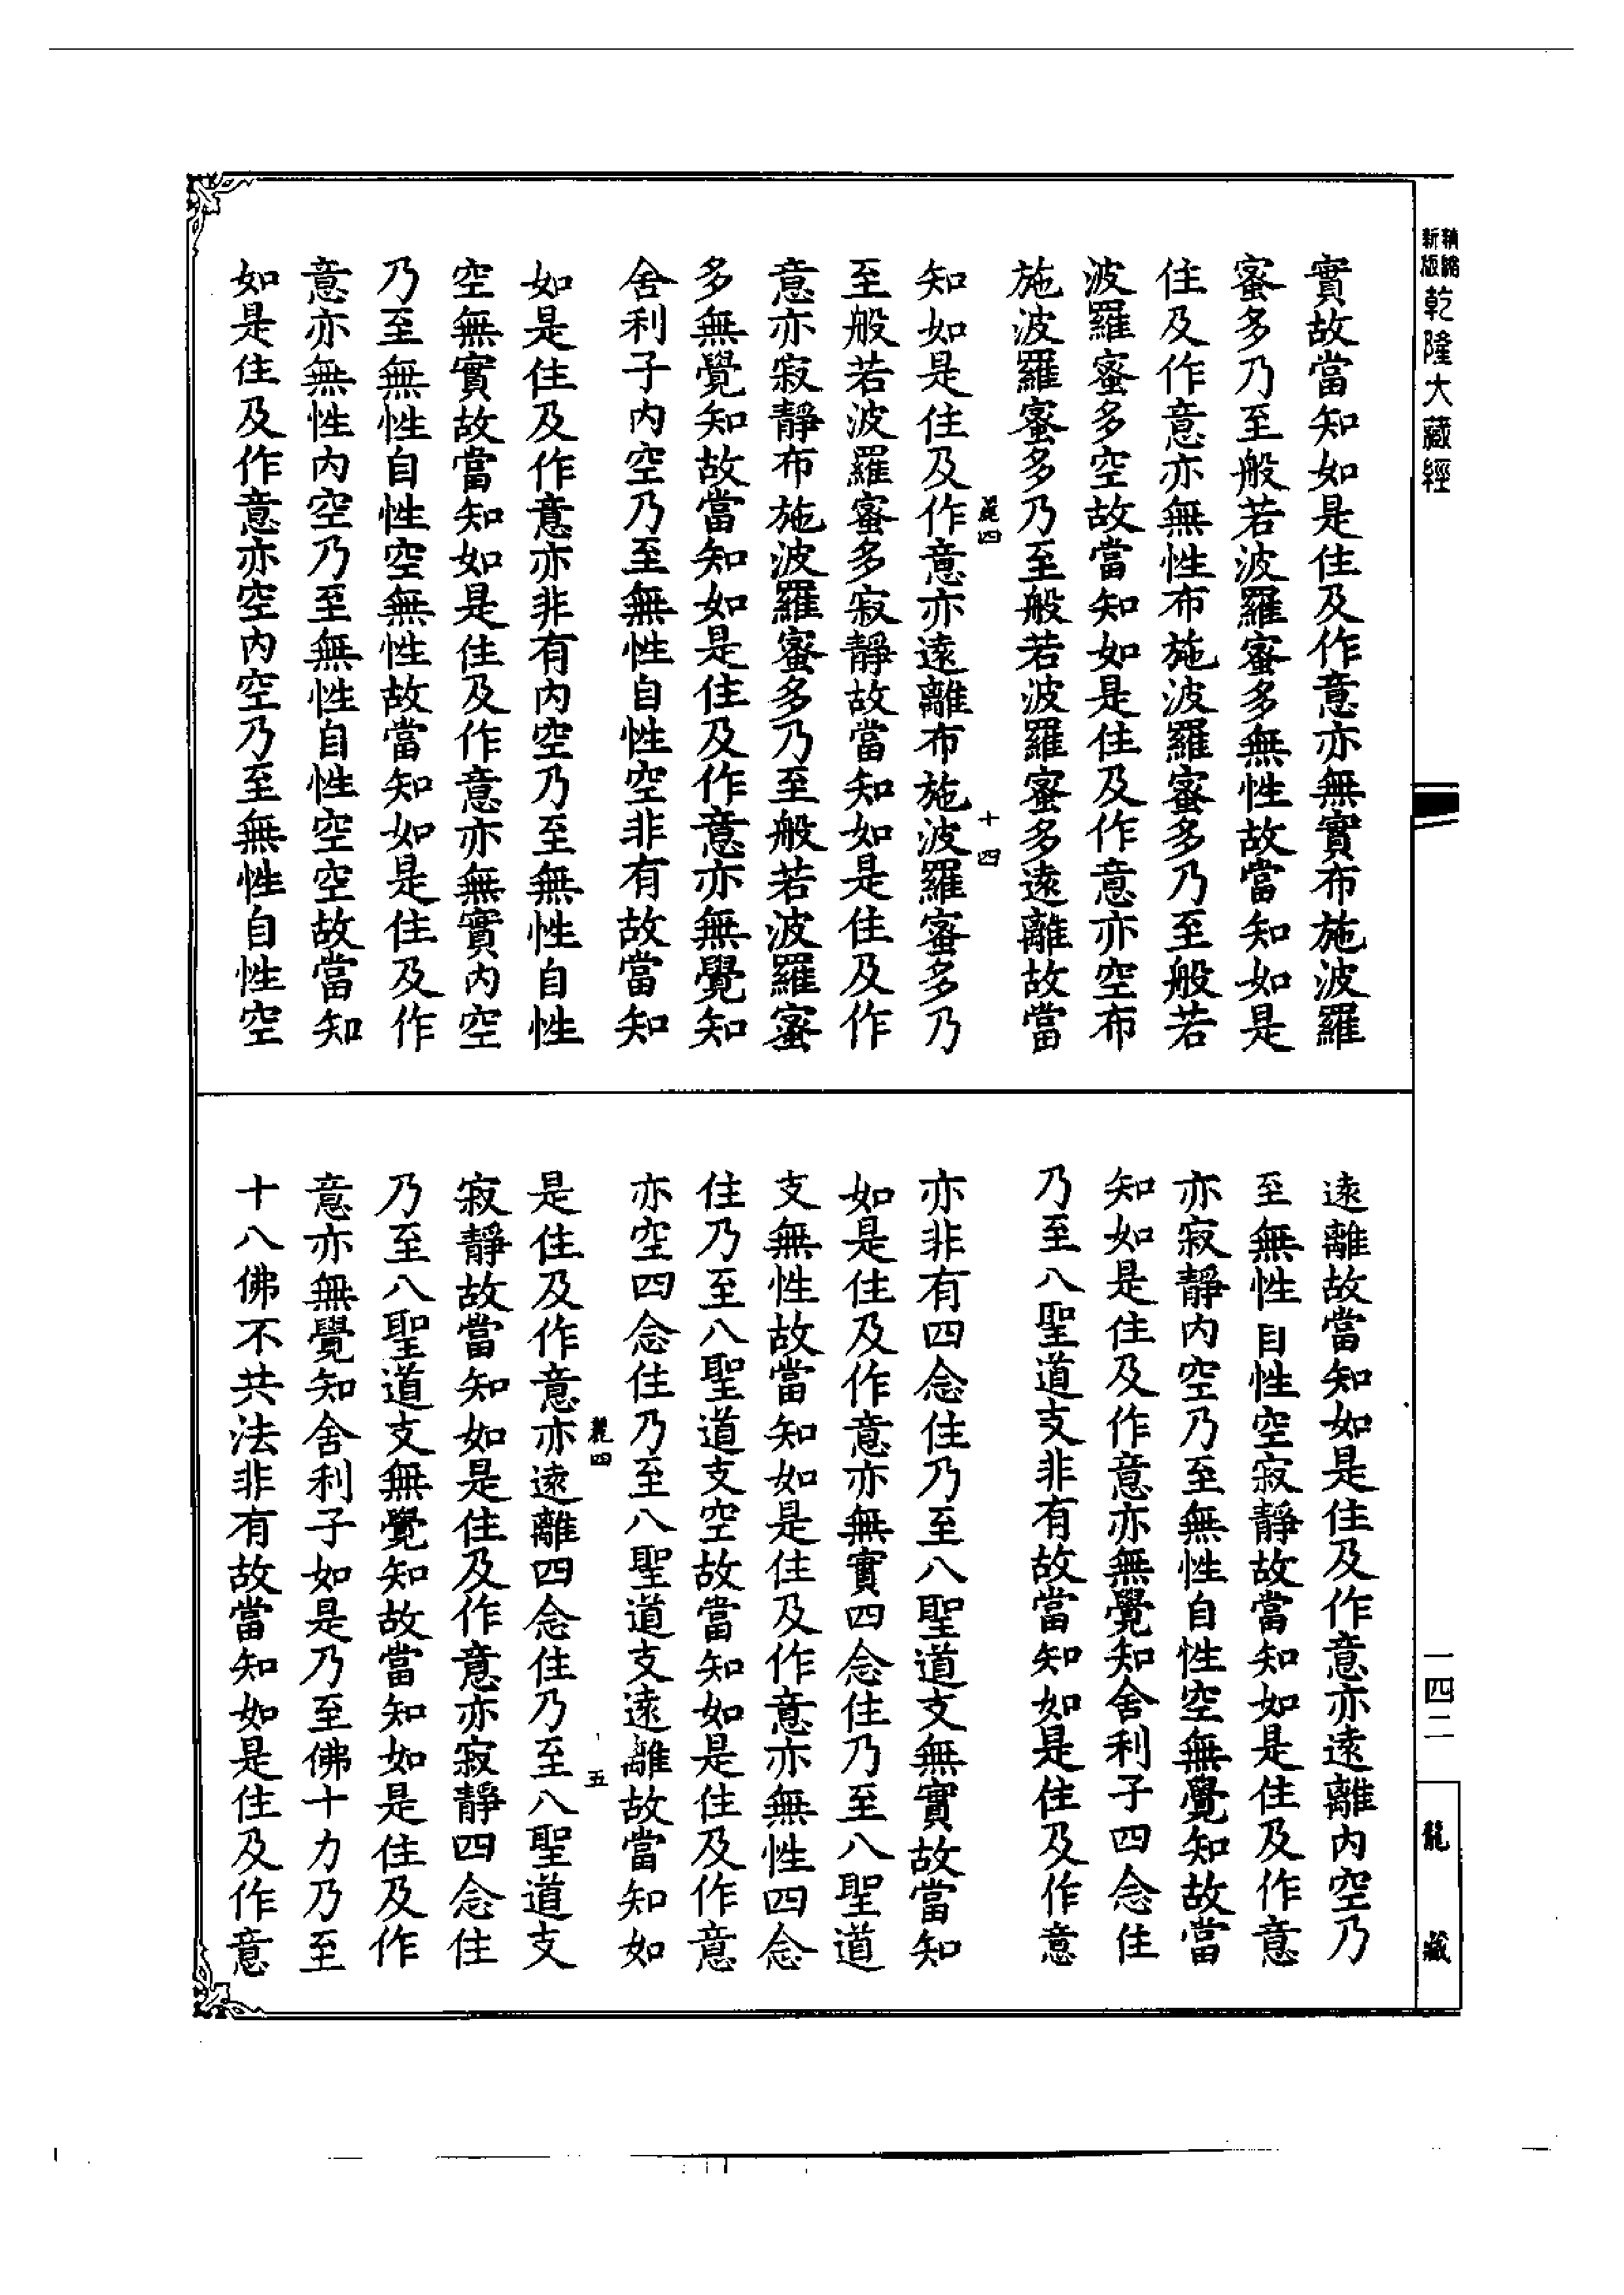 新版精縮
乾隆大藏經
一四二
龍藏
實故當知如是住及作意亦無實布施波羅
蜜多乃至般若波羅蜜多無性故當知如是
住及作意亦無性布施波羅蜜多乃至般若
波羅蜜多空故當知如是住及作意亦空布
施波羅蜜多乃至般若波羅蜜多遠離故當
麗四
十四
知如是住及作意亦遠離布施波羅蜜多乃
至般若波羅蜜多寂靜故當知如是住及作
意亦寂靜布施波羅蜜多乃至般若波羅蜜
多無覺知故當知如是住及作意亦無覺知
舍利子內空乃至無性自性空非有故當知
如是住及作意亦非有內空乃至無性自性
空無實故當知如是住及作意亦無實內空
乃至無性自性空無性故當知如是住及作
意亦無性內空乃至無性自性空空故當知
如是住及作意亦空內空乃至無性自性空
遠離故當知如是住及作意亦遠離內空乃
至無性自性空寂靜故當知如是住及作意
亦寂靜內空乃至無性自性空無覺知故當
知如是住及作意亦無覺知舍利子四念住
乃至八聖道支非有故當知如是住及作意
亦非有四念住乃至八聖道支無實故當知
如是住及作意亦無實四念住乃至八聖道
支無性故當知如是住及作意亦無性四念
住乃至八聖道支空故當知如是住及作意
亦空四念住乃至八聖道支遠離故當知如
麗四
五
是住及作意亦遠離四念住乃至八聖道支
寂靜故當知如是住及作意亦寂靜四念住
乃至八聖道支無覺知故當知如是住及作
意亦無覺知舍利子如是乃至佛十力乃至
十八佛不共法非有故當知如是住及作意